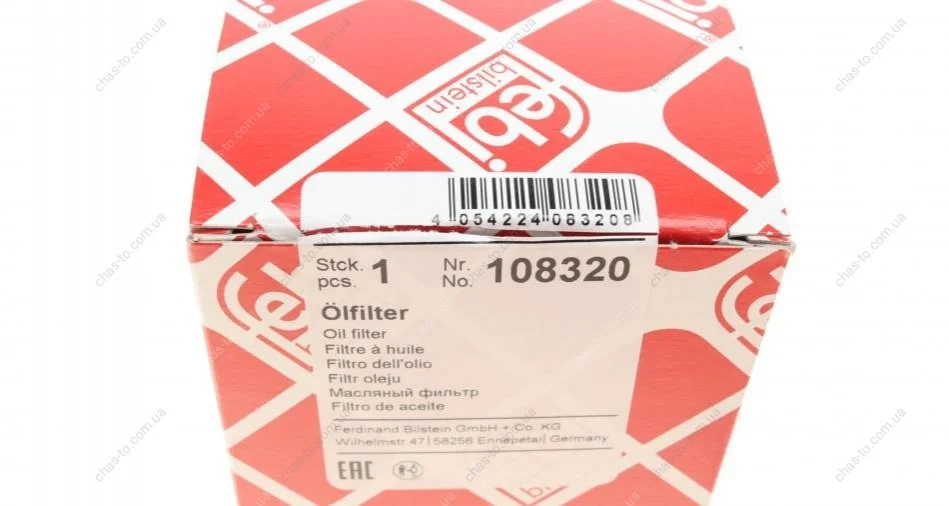 febi
bilstein
4 054224 083208
Stck. 1 Nr. 108320
pcs. No.
Ölfilter
Oil filter
Filtre à huile
Filtro dell'olio
Filtr oleju
Масляный фильтр
Filtro de aceite
Ferdinand Bilstein GmbH + Co. KG
Wilhelmstr 47 | 58256 Ennepetal | Germany
EAC
chas-to.com.ua